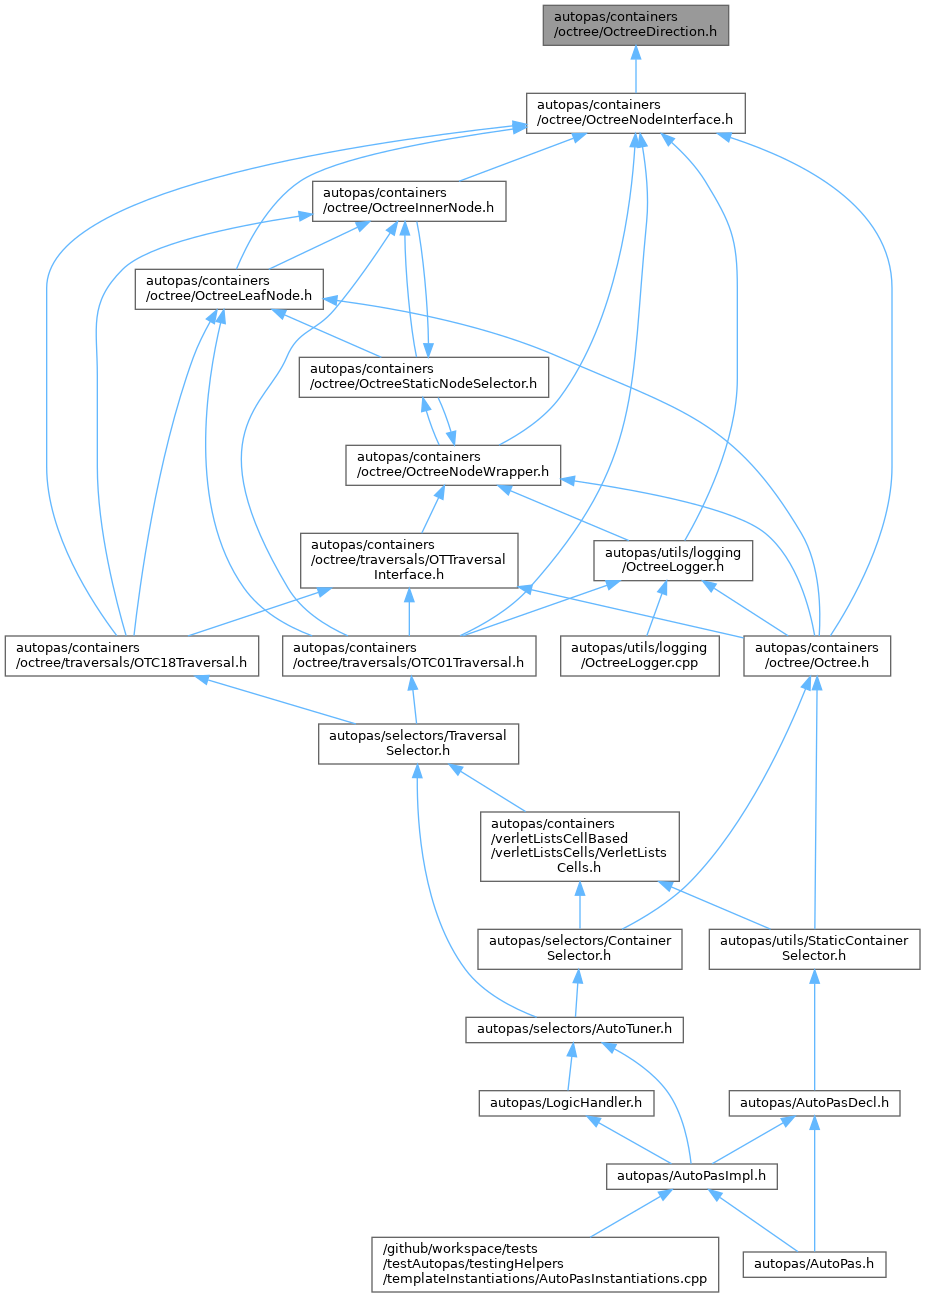 autopas/containers
/octree/OctreeDirection.h
autopas/containers
/octree/OctreeNodeInterface.h
autopas/containers
/octree/OctreeInnerNode.h
autopas/containers
/octree/OctreeLeafNode.h
autopas/containers
/octree/OctreeStaticNodeSelector.h
autopas/containers
/octree/OctreeNodeWrapper.h
autopas/containers
/octree/traversals/OTTraversal
Interface.h
autopas/utils/logging
/OctreeLogger.h
autopas/containers
/octree/traversals/OTC18Traversal.h
autopas/containers
/octree/traversals/OTC01Traversal.h
autopas/utils/logging
/OctreeLogger.cpp
autopas/containers
/octree/Octree.h
autopas/selectors/Traversal
Selector.h
autopas/containers
/verletListsCellBased
/verletListsCells/VerletLists
Cells.h
autopas/selectors/Container
Selector.h
autopas/utils/StaticContainer
Selector.h
autopas/selectors/AutoTuner.h
autopas/LogicHandler.h
autopas/AutoPasDecl.h
autopas/AutoPasImpl.h
/github/workspace/tests
/testAutopas/testingHelpers
/templateInstantiations/AutoPasInstantiations.cpp
autopas/AutoPas.h